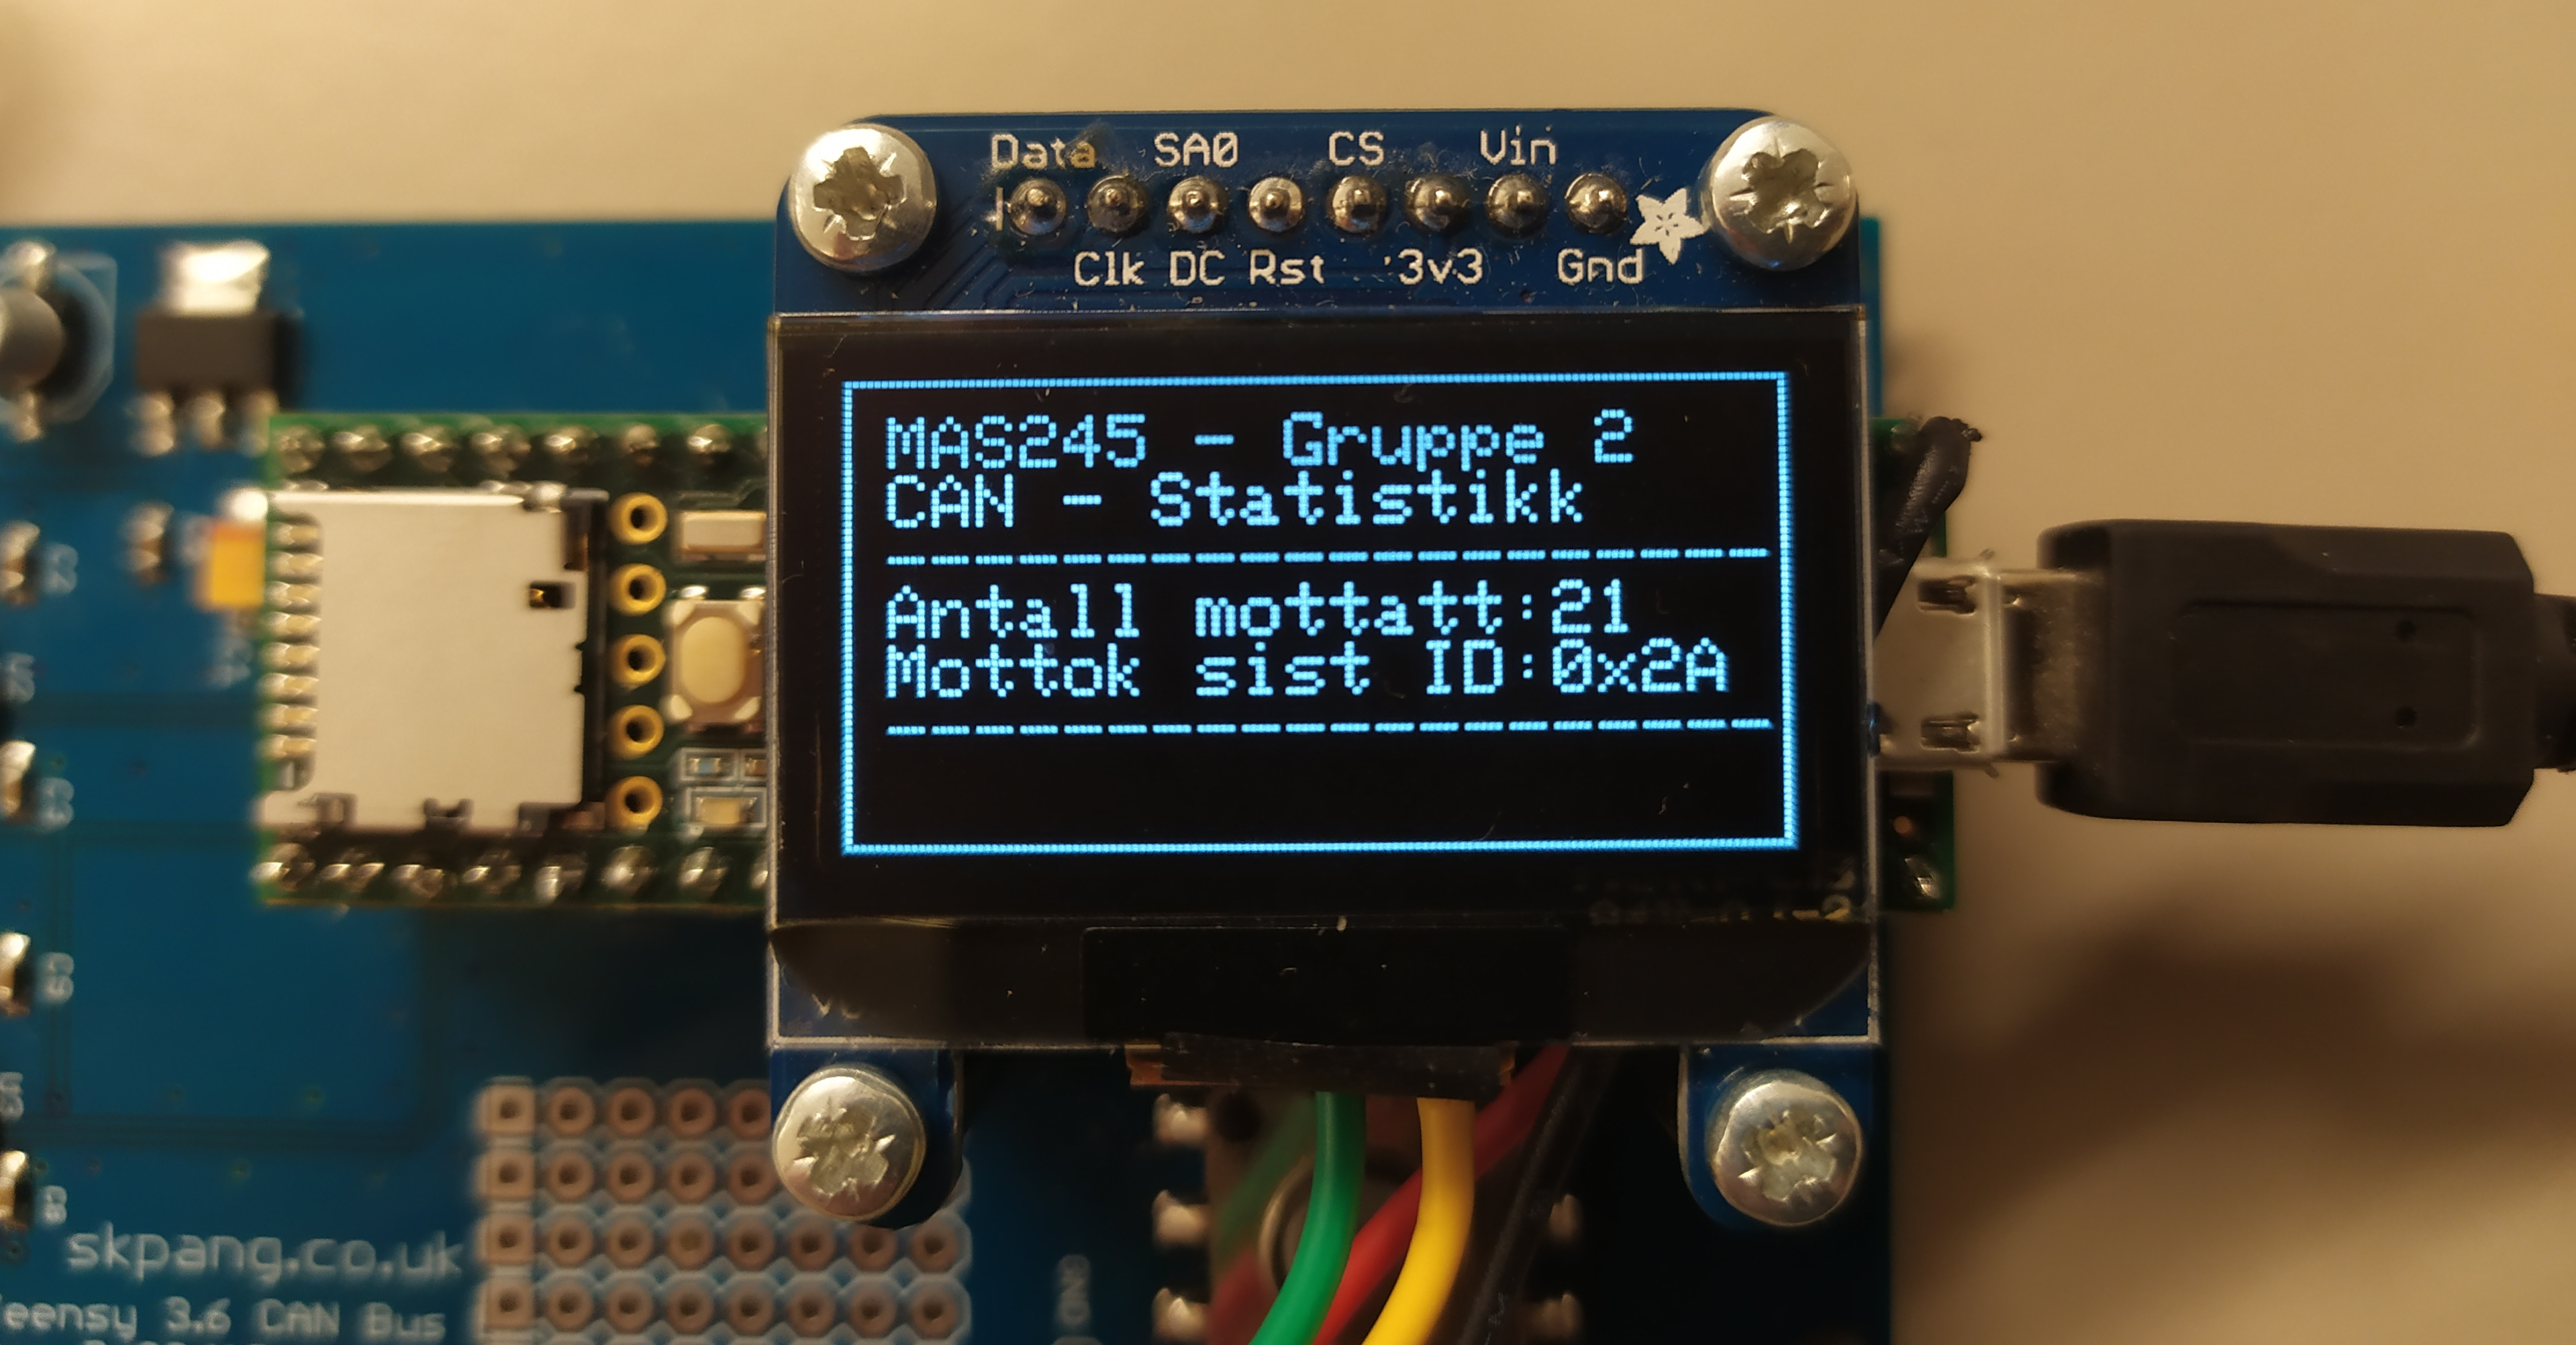 Data SA0 CS Vin
Clk DC Rst 3v3 Gnd
MAS245 - Gruppe 2
CAN - Statistikk
--------------------
Antall mottatt:21
Mottok sist ID:0x2A
--------------------
skpang.co.uk
eensy 3.6 CAN Bus